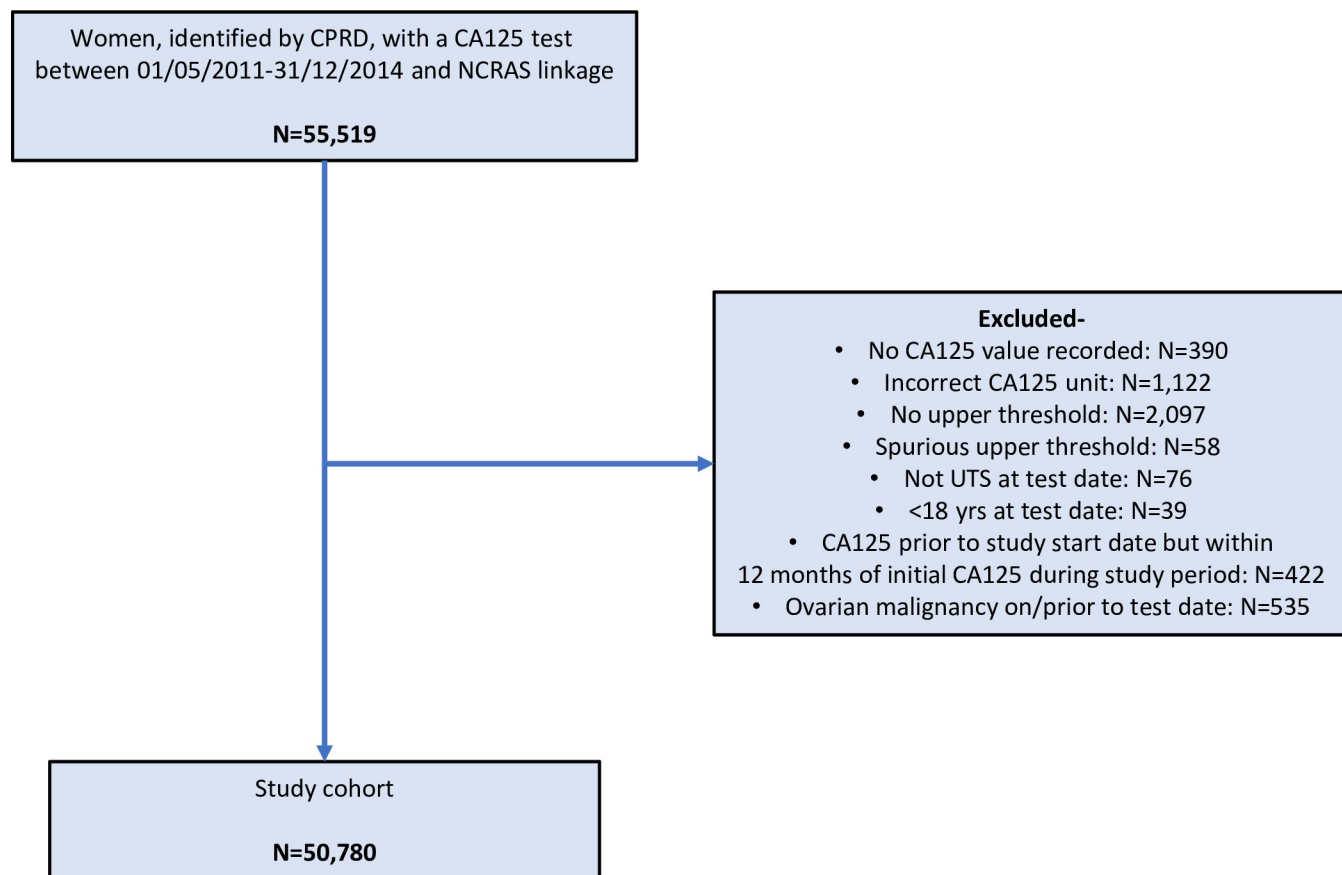 Women, identified by CPRD, with a CA125 test
between 01/05/2011-31/12/2014 and NCRAS linkage
N=55,519
Excluded-
• No CA125 value recorded: N=390
• Incorrect CA125 unit: N=1,122
• No upper threshold: N=2,097
• Spurious upper threshold: N=58
• Not UTS at test date: N=76
• <18 yrs at test date: N=39
• CA125 prior to study start date but within
12 months of initial CA125 during study period: N=422
• Ovarian malignancy on/prior to test date: N=535
Study cohort
N=50,780